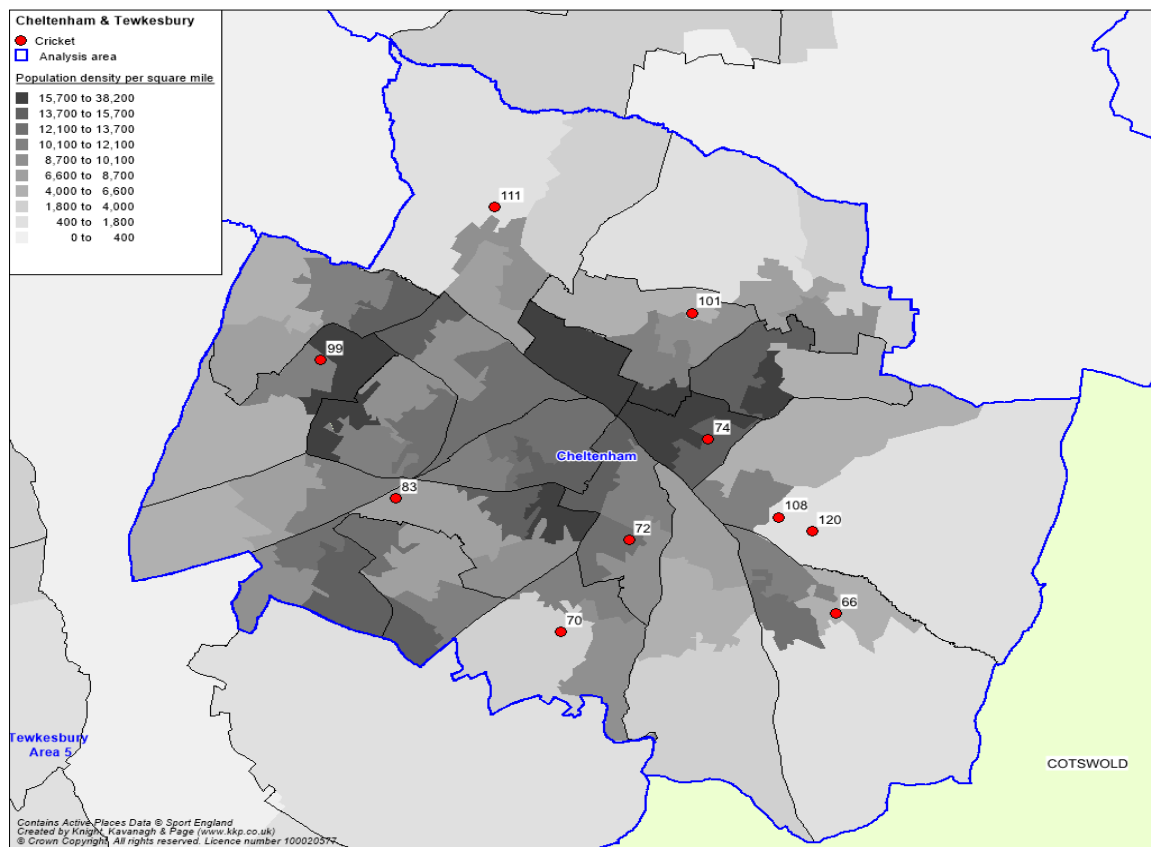 Cheltenham & Tewkesbury
Cricket
Analysis area
Population density per square mile
15,700 to 38,200
13,700 to 15,700
12,100 to 13,700
10,100 to 12,100
8,700 to 10,100
6,600 to 8,700
4,000 to 6,600
1,800 to 4,000
400 to 1,800
0 to 400
111
101
99
74
Cheltenham
83
108
120
72
66
70
Tewkesbury
Area 5
COTSWOLD
Contains Active Places Data © Sport England
Created by Knight, Kavanagh & Page (www.kkp.co.uk)
© Crown Copyright. All rights reserved. Licence number 100020577